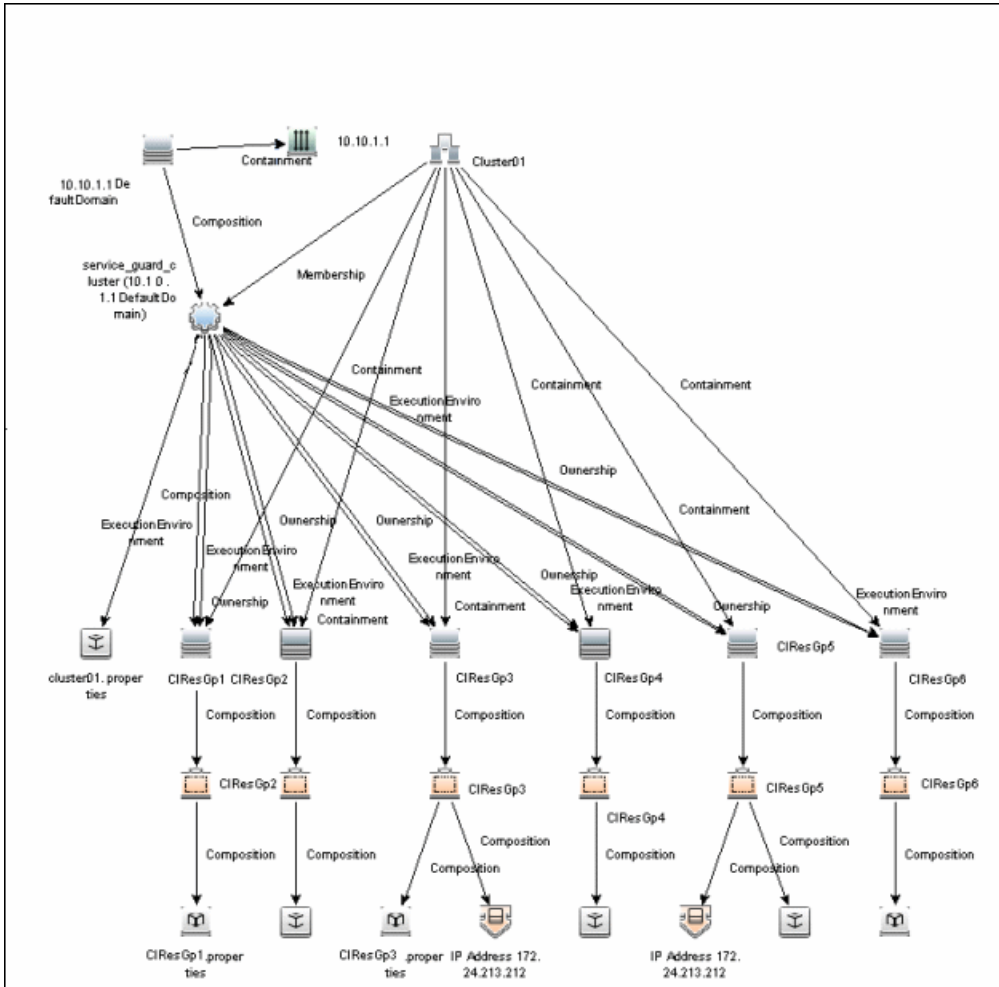 10.10.1.1
Containment
Cluster01
10.10.1.1 De
faultDomain
Composition
service_guard_c
luster (10.1 0 .
1.1 DefaultDo
main)
Membership
Containment
Containment
Containment
ExecutionEnviro
nment
Ownership
Composition
Containment
ExecutionEnviro
nment
Ownership
Ownership
ExecutionEnviro
nment
ExecutionEnviro
nment
Ownership
ExecutionEnviro
nment
ExecutionEnviro
nment
Ownership
Containment
Containment
Ownership
ExecutionEnviro
nment
CIResGp5
cluster01.proper
ties
CIResGp1
CIResGp2
CIResGp3
CIResGp4
CIResGp6
Composition
Composition
Composition
Composition
Composition
Composition
CIResGp2
CIResGp3
CIResGp5
CIResGp6
CIResGp4
Composition
Composition
Composition
Composition
Composition
Composition
Composition
Composition
CIResGp1.proper
ties
CIResGp3 .proper
ties
IP Address 172.
24.213.212
IP Address 172.
24.213.212